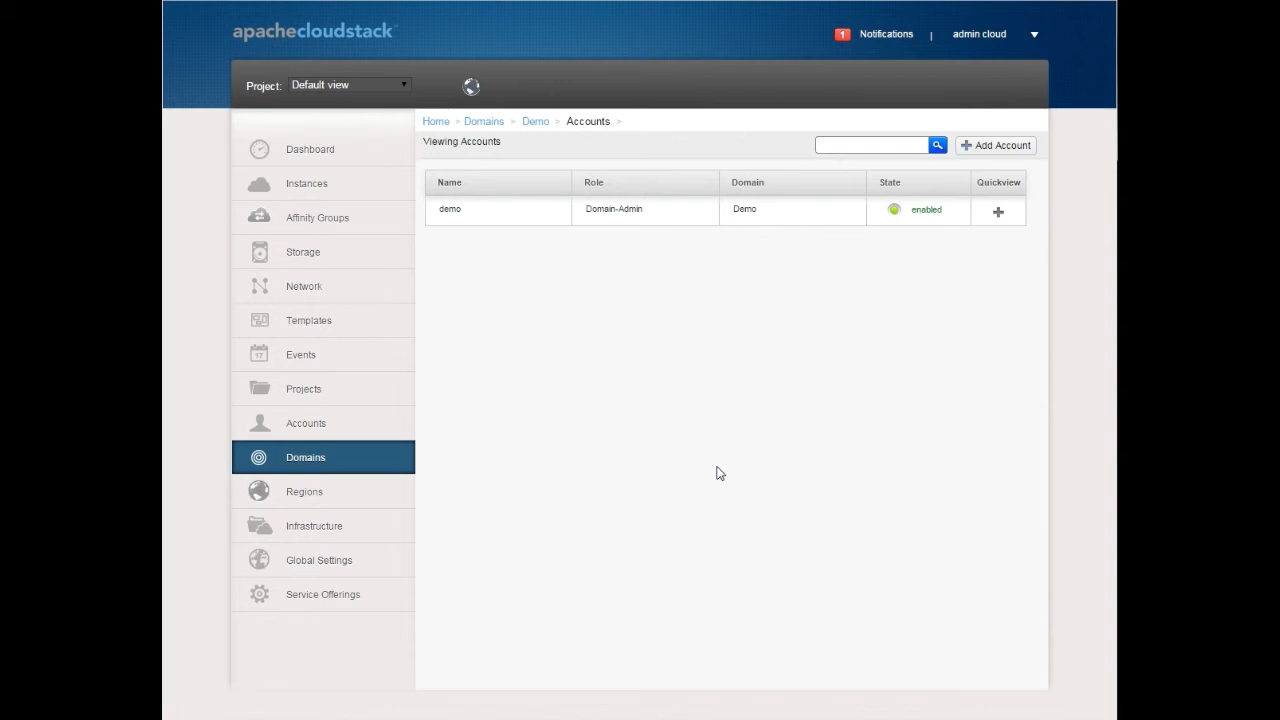 apachecloudstack™
1 Notifications | admin cloud
Project: Default view
Home > Domains > Demo > Accounts >
Viewing Accounts
Add Account
Name Role Domain State Quickview
demo Domain-Admin Demo enabled
Dashboard
Instances
Affinity Groups
Storage
Network
Templates
17 Events
Projects
Accounts
Domains
Regions
Infrastructure
Global Settings
Service Offerings